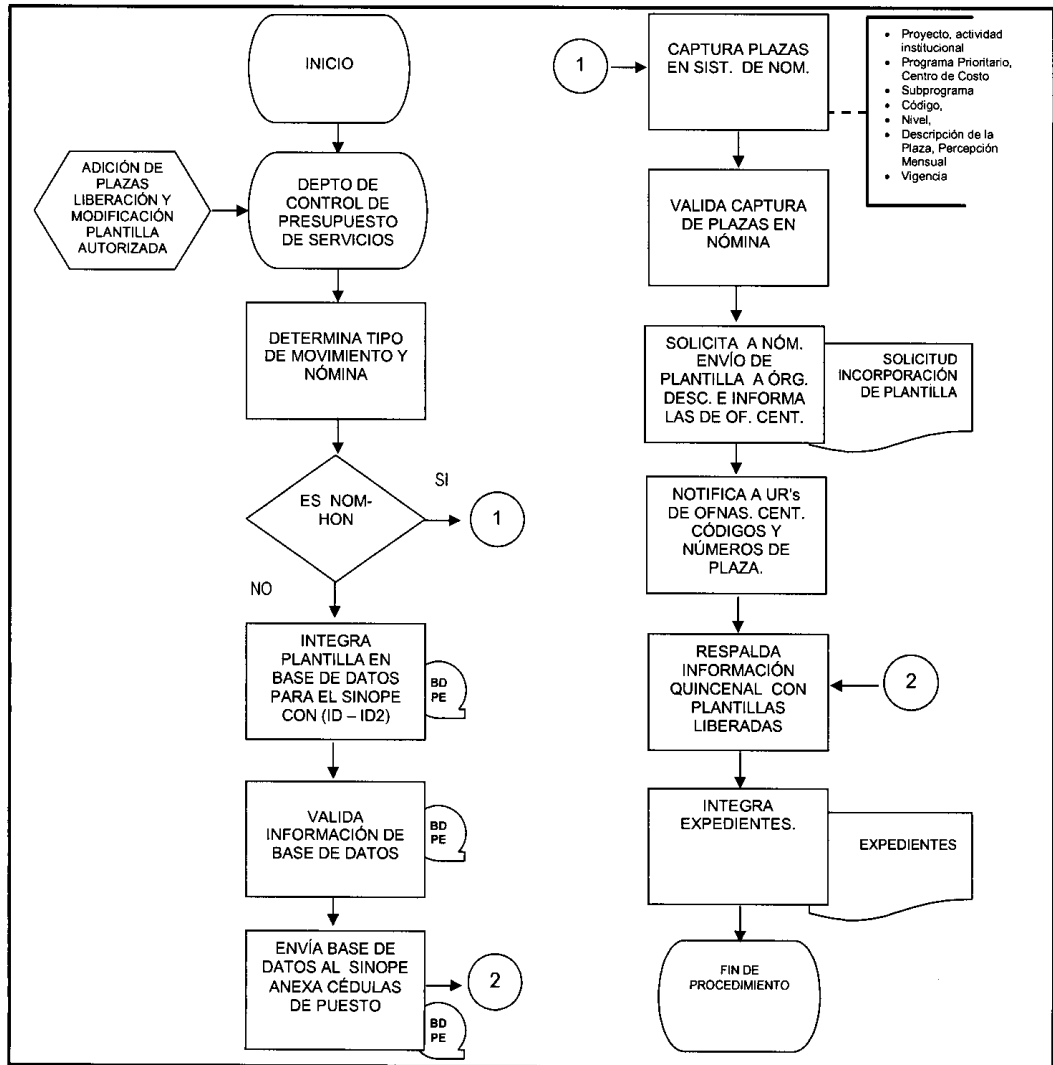 INICIO
ADICIÓN DE
PLAZAS
LIBERACIÓN Y
MODIFICACIÓN
PLANTILLA
AUTORIZADA
DEPTO DE
CONTROL DE
PRESUPUESTO
DE SERVICIOS
DETERMINA TIPO
DE MOVIMIENTO Y
NÓMINA
ES NOM-
HON
SI
1
NO
INTEGRA
PLANTILLA EN
BASE DE DATOS
PARA EL SINOPE
CON (ID – ID2)
BD
PE
VALIDA
INFORMACIÓN DE
BASE DE DATOS
BD
PE
ENVÍA BASE DE
DATOS AL SINOPE
ANEXA CÉDULAS
DE PUESTO
BD
PE
2
1
CAPTURA PLAZAS
EN SIST. DE NOM.
• Proyecto, actividad
institucional
• Programa Prioritario,
Centro de Costo
• Subprograma
• Código,
• Nivel,
• Descripción de la
Plaza, Percepción
Mensual
• Vigencia
VALIDA CAPTURA
DE PLAZAS EN
NÓMINA
SOLICITA A NÓM.
ENVÍO DE
PLANTILLA A ÓRG.
DESC. E INFORMA
LAS DE OF. CENT.
SOLICITUD
INCORPORACIÓN
DE PLANTÍLLA
NOTIFICA A UR's
DE OFNAS. CENT.
CÓDIGOS Y
NÚMEROS DE
PLAZA.
RESPALDA
INFORMACIÓN
QUINCENAL CON
PLANTILLAS
LIBERADAS
2
INTEGRA
EXPEDIENTES.
EXPEDIENTES
FIN DE
PROCEDIMIENTO